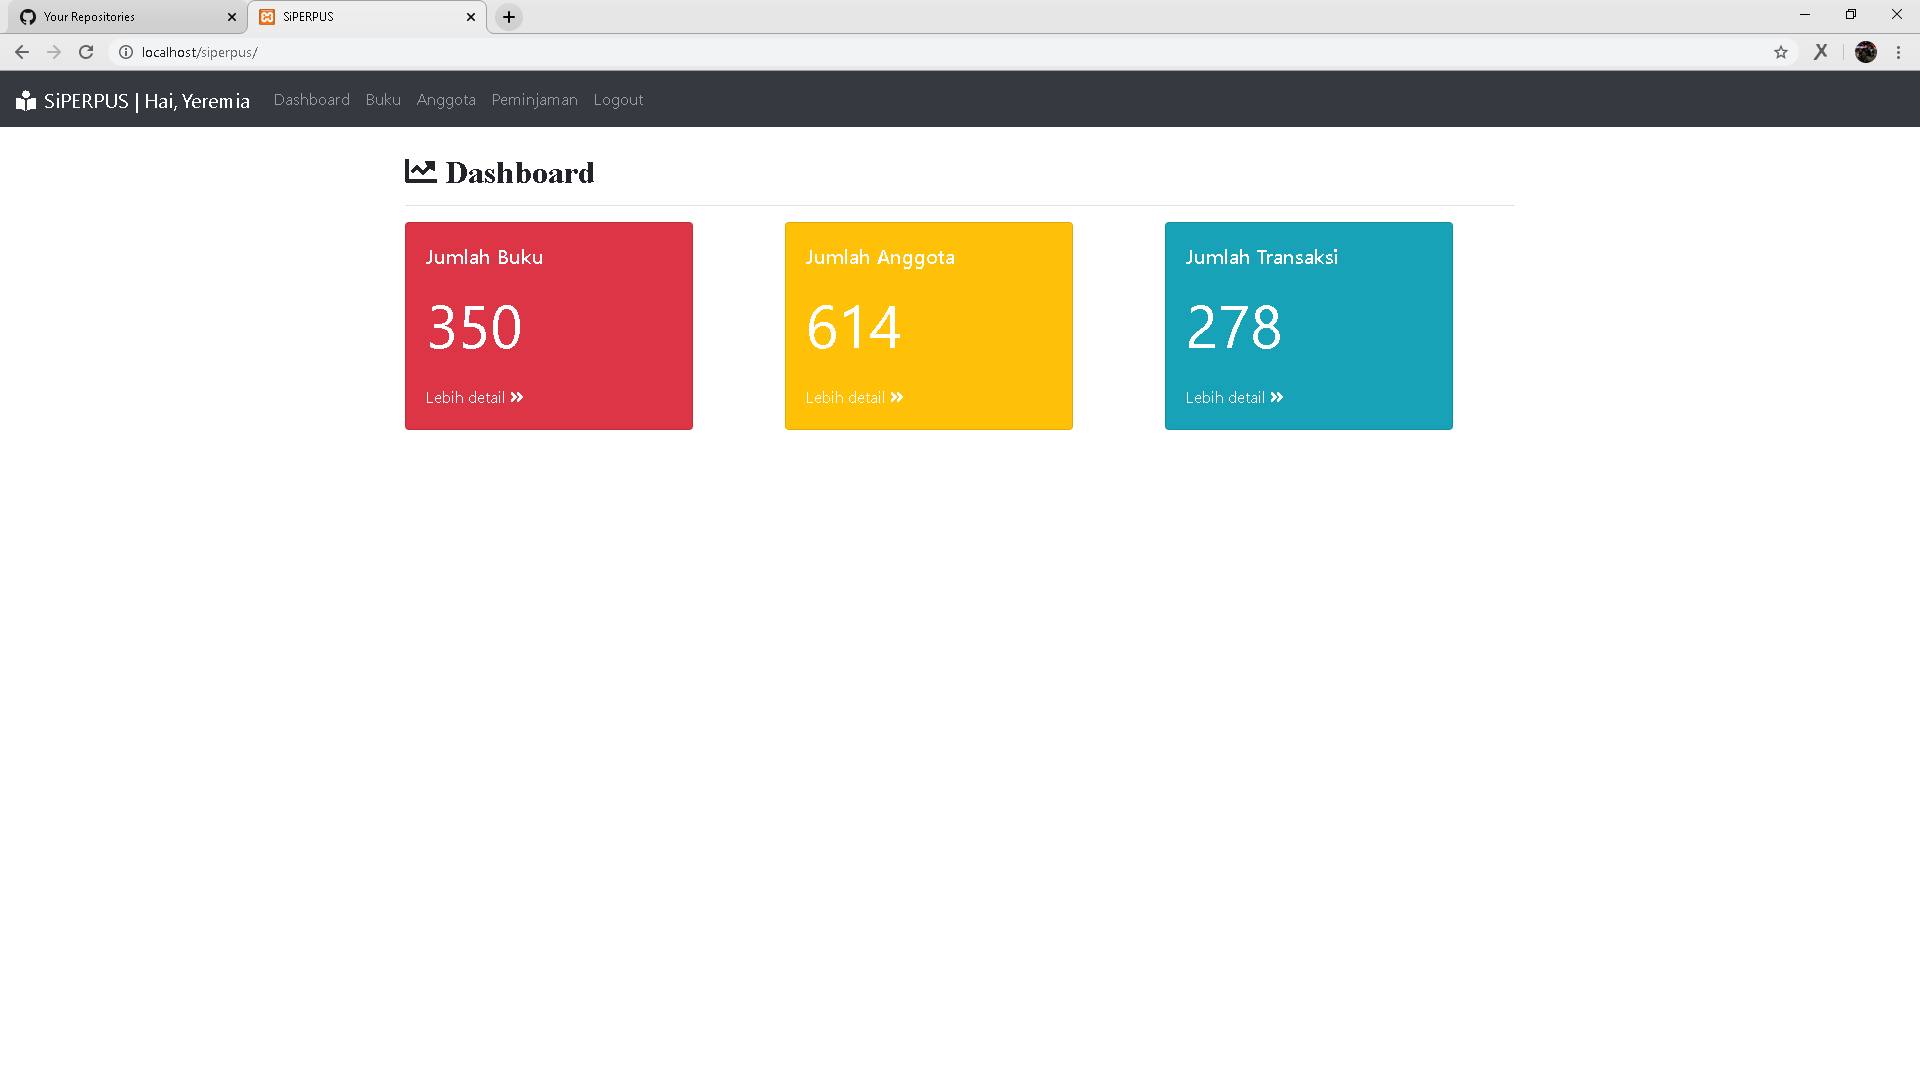 Your Repositories
SiPERPUS
localhost/siperpus/
SiPERPUS | Hai, Yeremia
Dashboard
Buku
Anggota
Peminjaman
Logout
Dashboard
Jumlah Buku
350
Lebih detail
Jumlah Anggota
614
Lebih detail
Jumlah Transaksi
278
Lebih detail